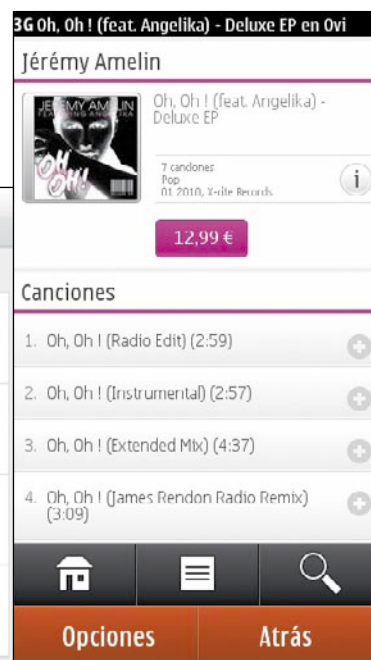 3G Oh, Oh ! (feat. Angelika) - Deluxe EP en Ovi
Jérémy Amelin
JEREMY AMELIN
FEATURING ANGELIKA
OH
OH!
Oh, Oh ! (feat. Angelika) -
Deluxe EP
7 canciones
Pop
01 2010, X-rite Records
i
12,99 €
Canciones
1. Oh, Oh ! (Radio Edit) (2:59)
2. Oh, Oh ! (Instrumental) (2:57)
3. Oh, Oh ! (Extended Mix) (4:37)
4. Oh, Oh ! (James Rendon Radio Remix)
(3:09)
Opciones
Atrás